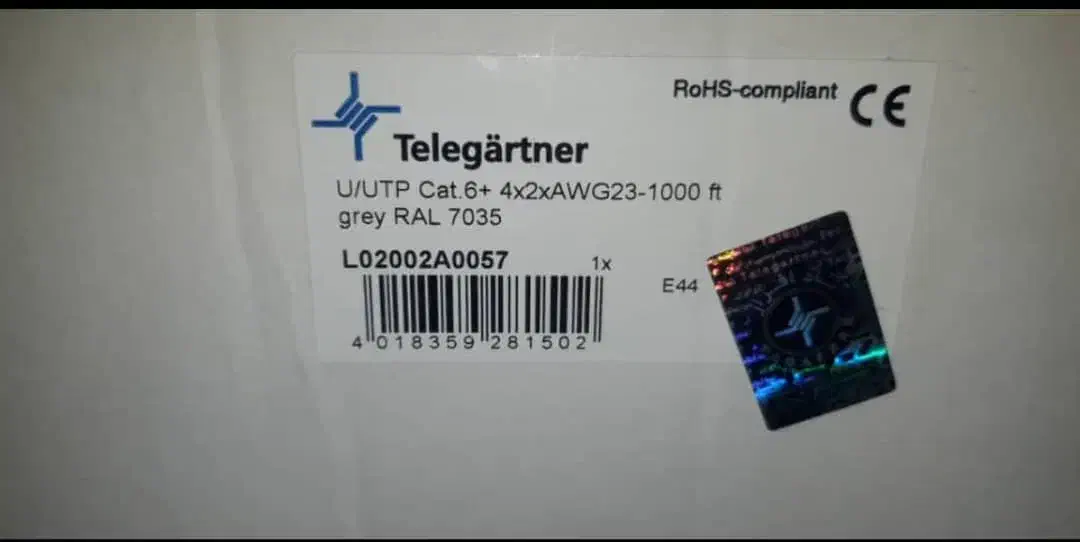 RoHS-compliant CE
Telegärtner
U/UTP Cat.6+ 4x2xAWG23-1000 ft
grey RAL 7035
L02002A0057 1x
E44
4 018359 281502